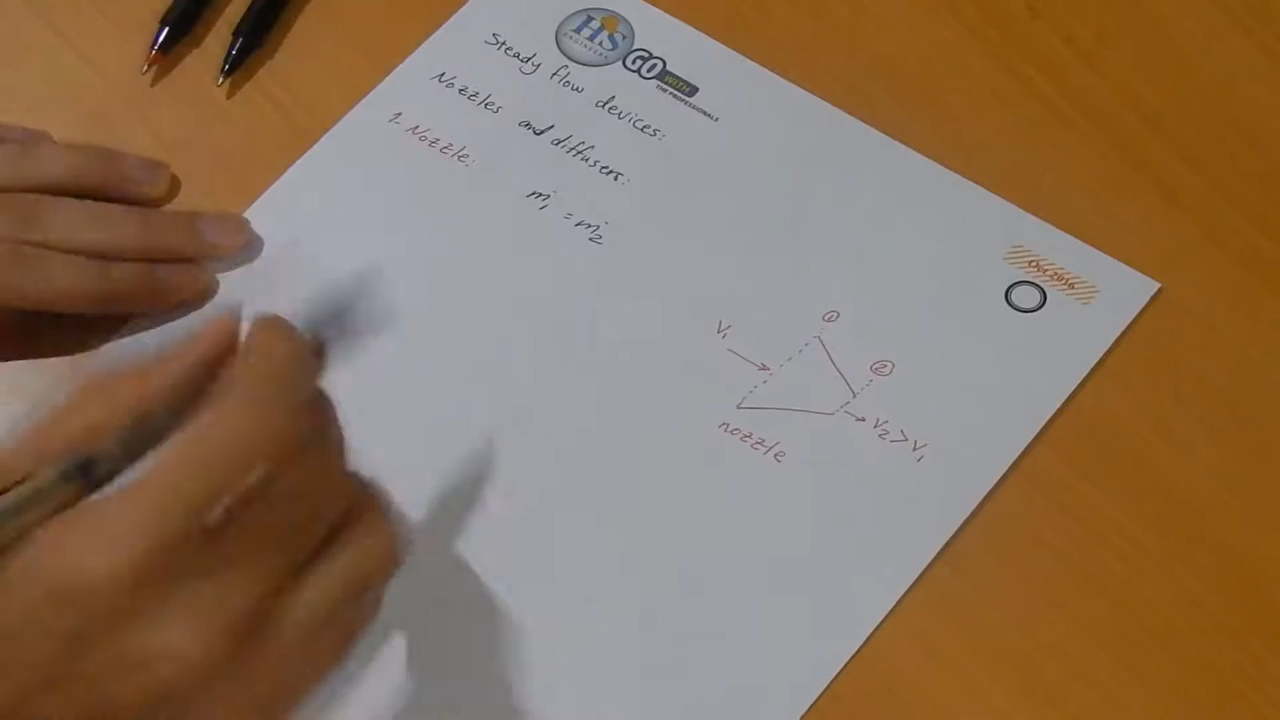 HS
ENGINEERS
GO WITH
THE PROFESSIONALS
Steady flow devices:
Nozzles and diffusers:
1- Nozzle:
ṁ₁ = ṁ₂
①
V₁
②
V₂ > V₁
nozzle